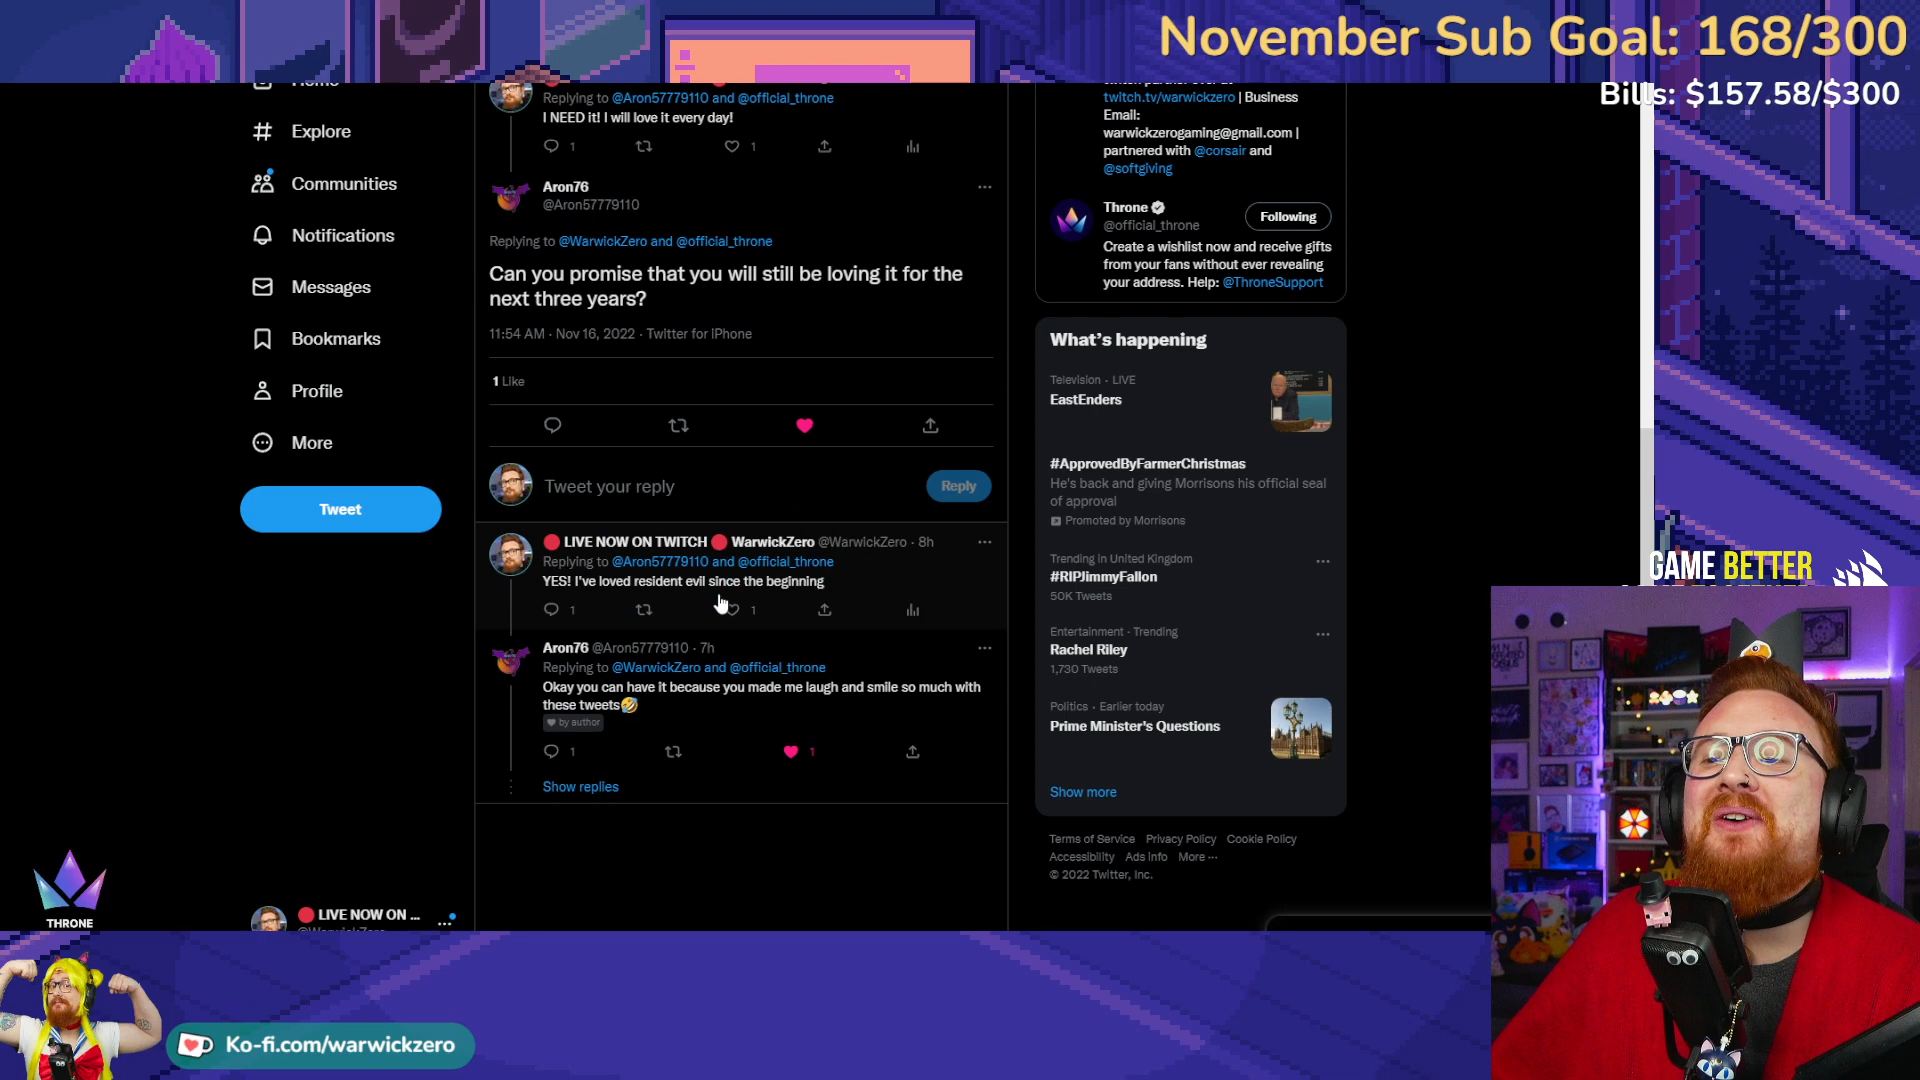 November Sub Goal: 168/300
Bills: $157.58/$300
Home
Explore
Communities
Notifications
Messages
Bookmarks
Profile
More
Tweet
LIVE NOW ON ...
THRONE
Ko-fi.com/warwickzero
Replying to @Aron57779110 and @official_throne
I NEED it! I will love it every day!
1
1
Aron76
@Aron57779110
Replying to @WarwickZero and @official_throne
Can you promise that you will still be loving it for the
next three years?
11:54 AM · Nov 16, 2022 · Twitter for iPhone
1 Like
Tweet your reply
Reply
LIVE NOW ON TWITCH WarwickZero @WarwickZero · 8h
Replying to @Aron57779110 and @official_throne
YES! I've loved resident evil since the beginning
1
1
Aron76 @Aron57779110 · 7h
Replying to @WarwickZero and @official_throne
Okay you can have it because you made me laugh and smile so much with
these tweets
by author
1
1
Show replies
twitch.tv/warwickzero | Business
Email:
warwickzerogaming@gmail.com |
partnered with @corsair and
@softgiving
Throne
@official_throne
Following
Create a wishlist now and receive gifts
from your fans without ever revealing
your address. Help: @ThroneSupport
What's happening
Television · LIVE
EastEnders
#ApprovedByFarmerChristmas
He's back and giving Morrisons his official seal
of approval
Promoted by Morrisons
Trending in United Kingdom
#RIPJimmyFallon
50K Tweets
Entertainment · Trending
Rachel Riley
1,730 Tweets
Politics · Earlier today
Prime Minister's Questions
Show more
Terms of Service Privacy Policy Cookie Policy
Accessibility Ads info More ···
© 2022 Twitter, Inc.
GAME BETTER